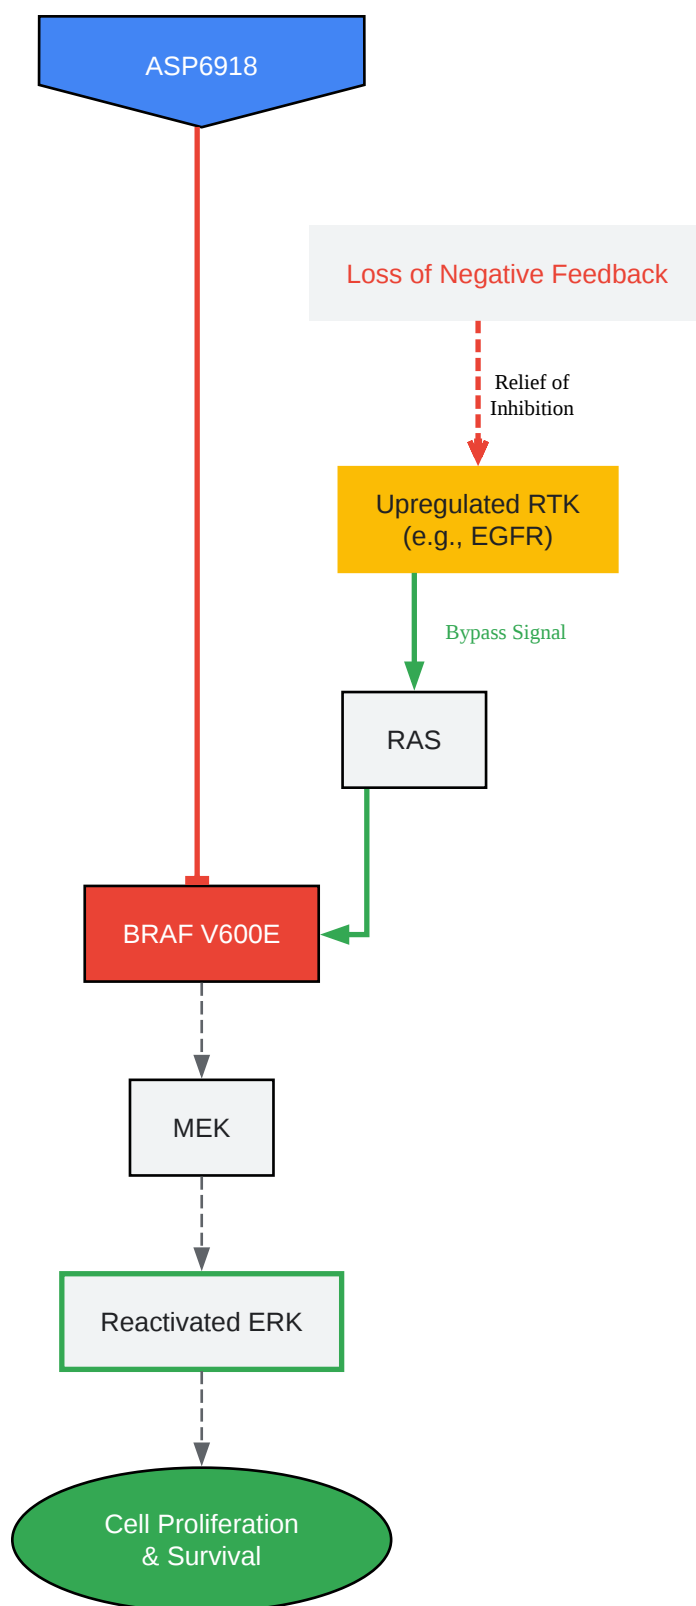 ASP6918
Loss of Negative Feedback
Relief of
Inhibition
Upregulated RTK
(e.g., EGFR)
Bypass Signal
RAS
BRAF V600E
MEK
Reactivated ERK
Cell Proliferation
& Survival